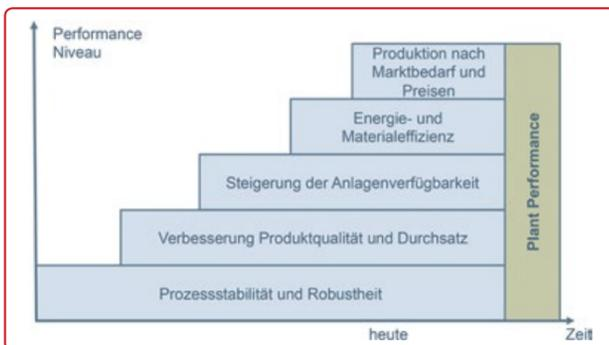 Performance
Niveau
Produktion nach
Marktbedarf und
Preisen
Energie- und
Materialeffizienz
Steigerung der Anlagenverfügbarkeit
Verbesserung Produktqualität und Durchsatz
Prozessstabilität und Robustheit
Plant Performance
heute
Zeit